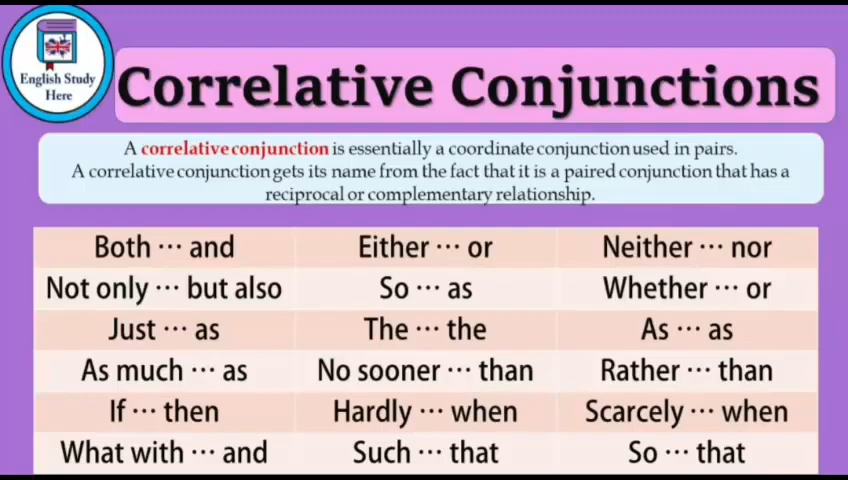 English Study
Here
Correlative Conjunctions
A correlative conjunction is essentially a coordinate conjunction used in pairs.
A correlative conjunction gets its name from the fact that it is a paired conjunction that has a
reciprocal or complementary relationship.
Both ··· and Either ··· or Neither ··· nor
Not only ··· but also So ··· as Whether ··· or
Just ··· as The ··· the As ··· as
As much ··· as No sooner ··· than Rather ··· than
If ··· then Hardly ··· when Scarcely ··· when
What with ··· and Such ··· that So ··· that